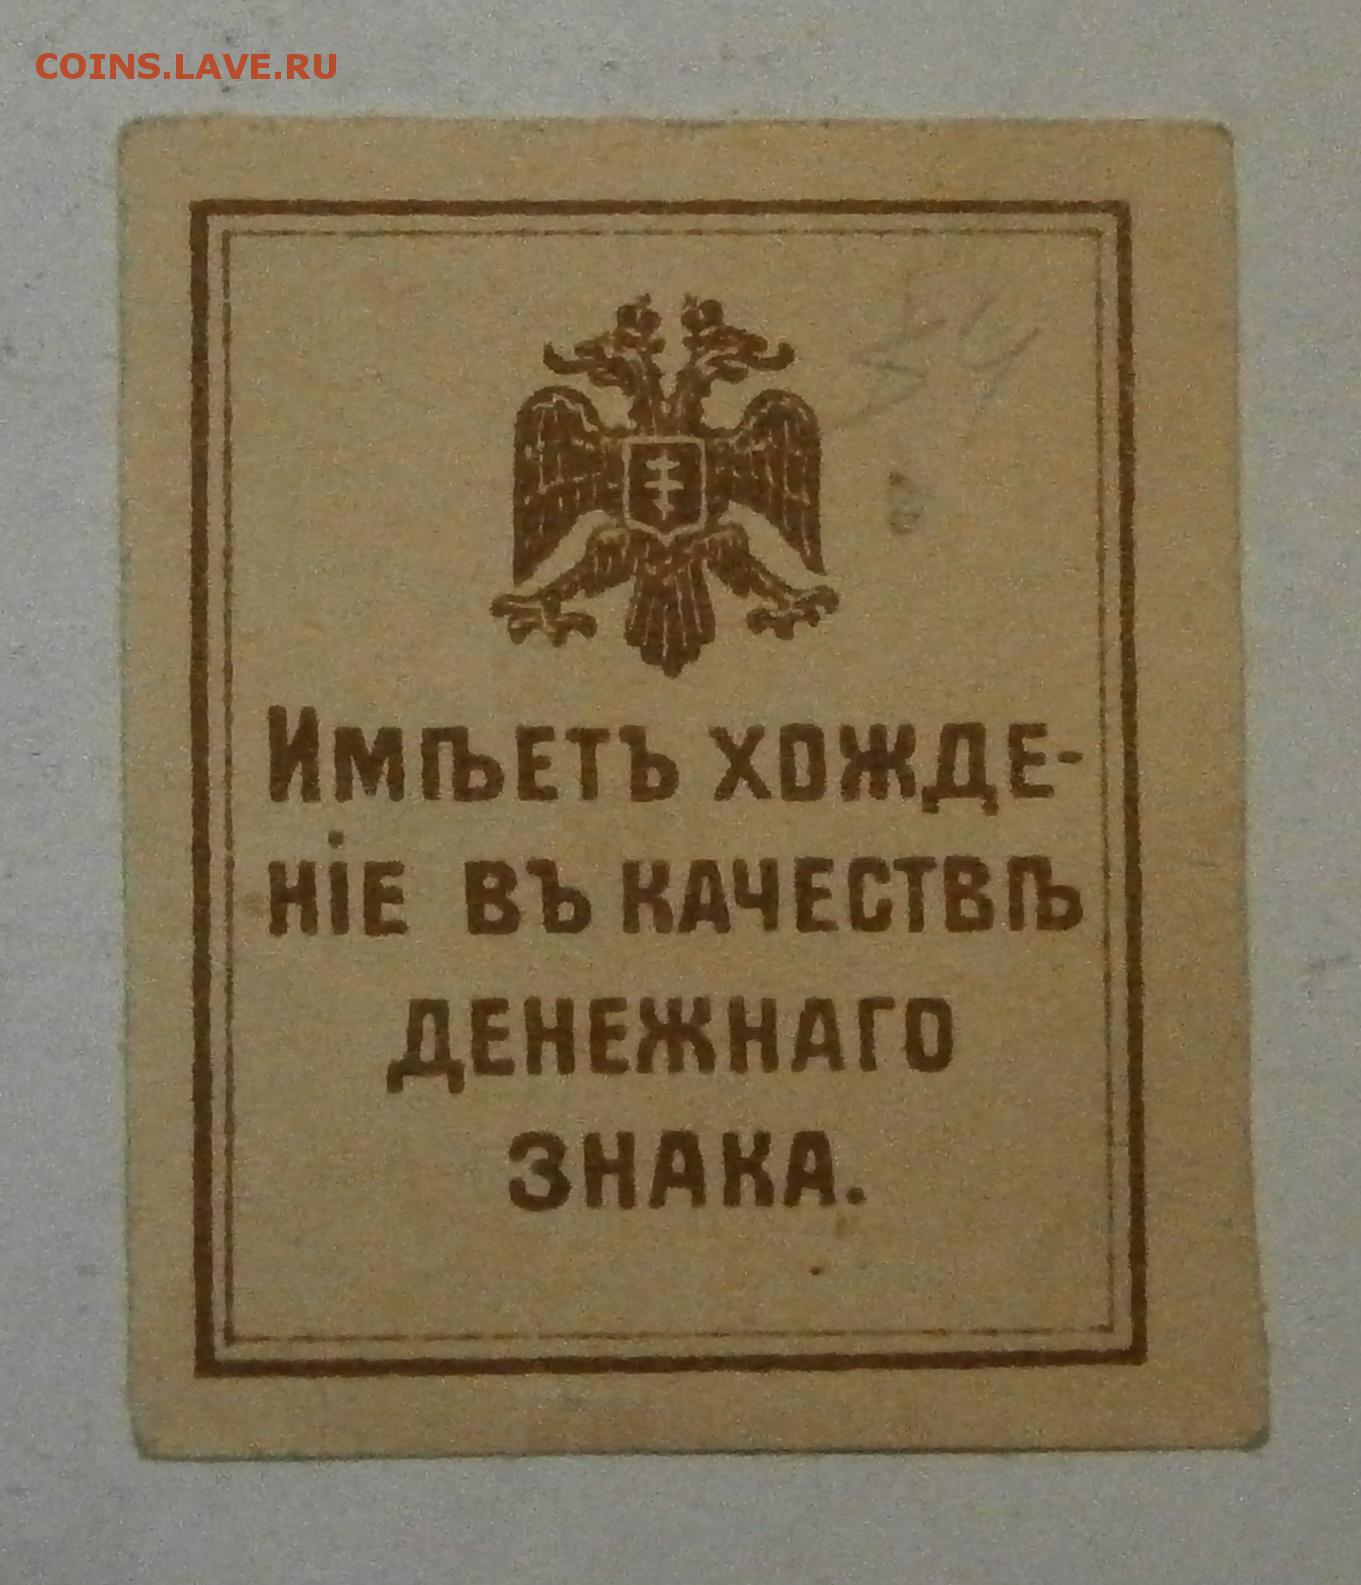 COINS.LAVE.RU
Имѣетъ хожде-
ніе въ качествѣ
денежнаго
знака.